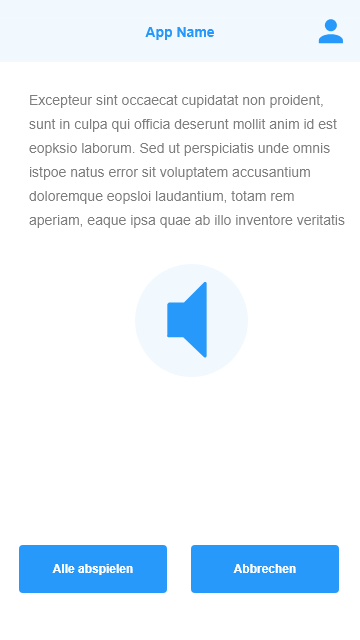 App Name
Excepteur sint occaecat cupidatat non proident,
sunt in culpa qui officia deserunt mollit anim id est
eopksio laborum. Sed ut perspiciatis unde omnis
istpoe natus error sit voluptatem accusantium
doloremque eopsloi laudantium, totam rem
aperiam, eaque ipsa quae ab illo inventore veritatis
Alle abspielen
Abbrechen